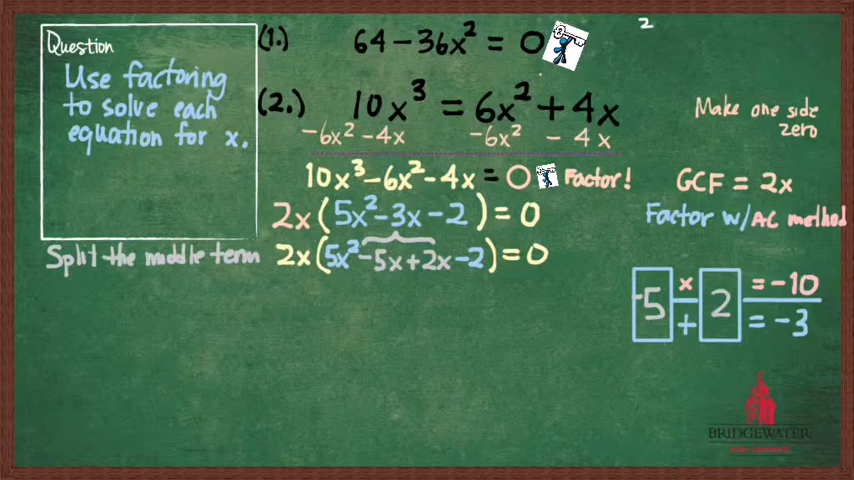 Question
Use factoring
to solve each
equation for x.
(1.) 64 – 36x² = 0
2
(2.) 10x³ = 6x² + 4x
-6x² -4x -6x² - 4x
Make one side
zero
10x³ – 6x² – 4x = 0 Factor!
GCF = 2x
2x (5x² – 3x – 2) = 0
Factor w/ AC method
Split the middle term
2x (5x² – 5x + 2x – 2) = 0
-5 x 2 = -10
+ = -3
BRIDGEWATER